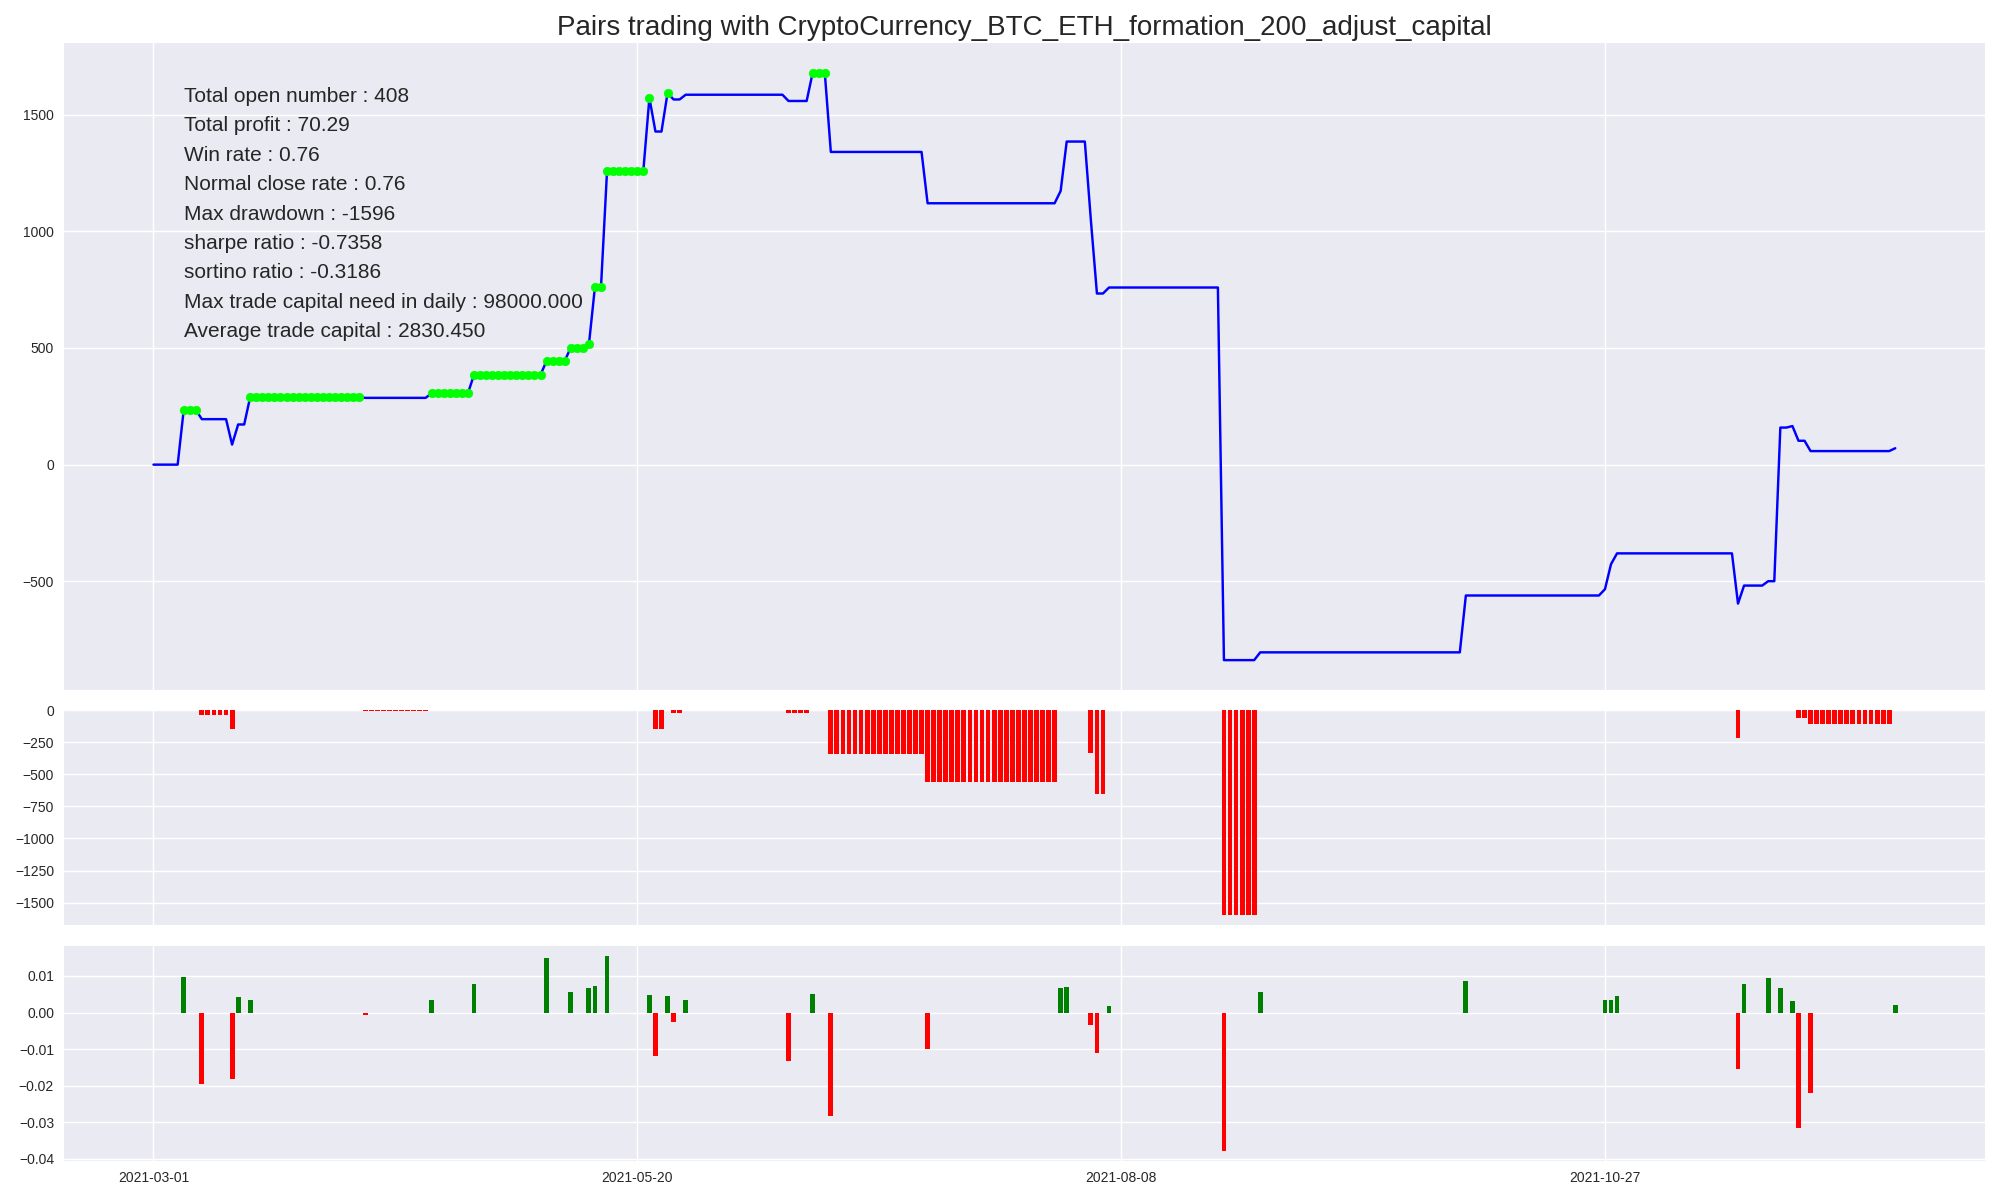 Pairs trading with CryptoCurrency_BTC_ETH_formation_200_adjust_capital
Total open number : 408
Total profit : 70.29
Win rate : 0.76
Normal close rate : 0.76
Max drawdown : -1596
sharpe ratio : -0.7358
sortino ratio : -0.3186
Max trade capital need in daily : 98000.000
Average trade capital : 2830.450
1500
1000
500
0
−500
0
−250
−500
−750
−1000
−1250
−1500
0.01
0.00
−0.01
−0.02
−0.03
−0.04
2021-03-01 2021-05-20 2021-08-08 2021-10-27